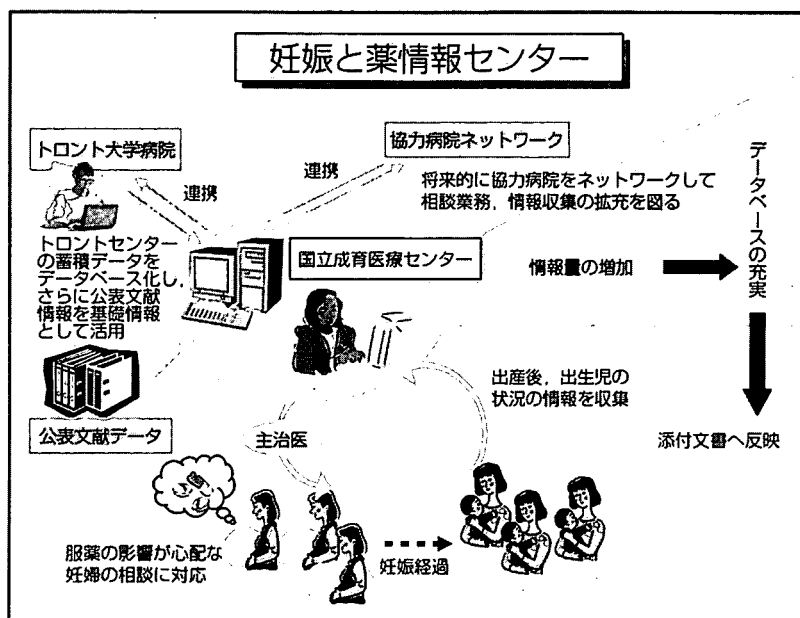 妊娠と薬情報センター
トロント大学病院
連携
協力病院ネットワーク
連携
将来的に協力病院をネットワークして
相談業務,情報収集の拡充を図る
トロントセンター
の蓄積データを
データベース化し,
さらに公表文献
情報を基礎情報
として活用
国立成育医療センター
情報量の増加
データベースの充実
公表文献データ
出産後,出生児の
状況の情報を収集
添付文書へ反映
主治医
服薬の影響が心配な
妊婦の相談に対応
妊娠経過